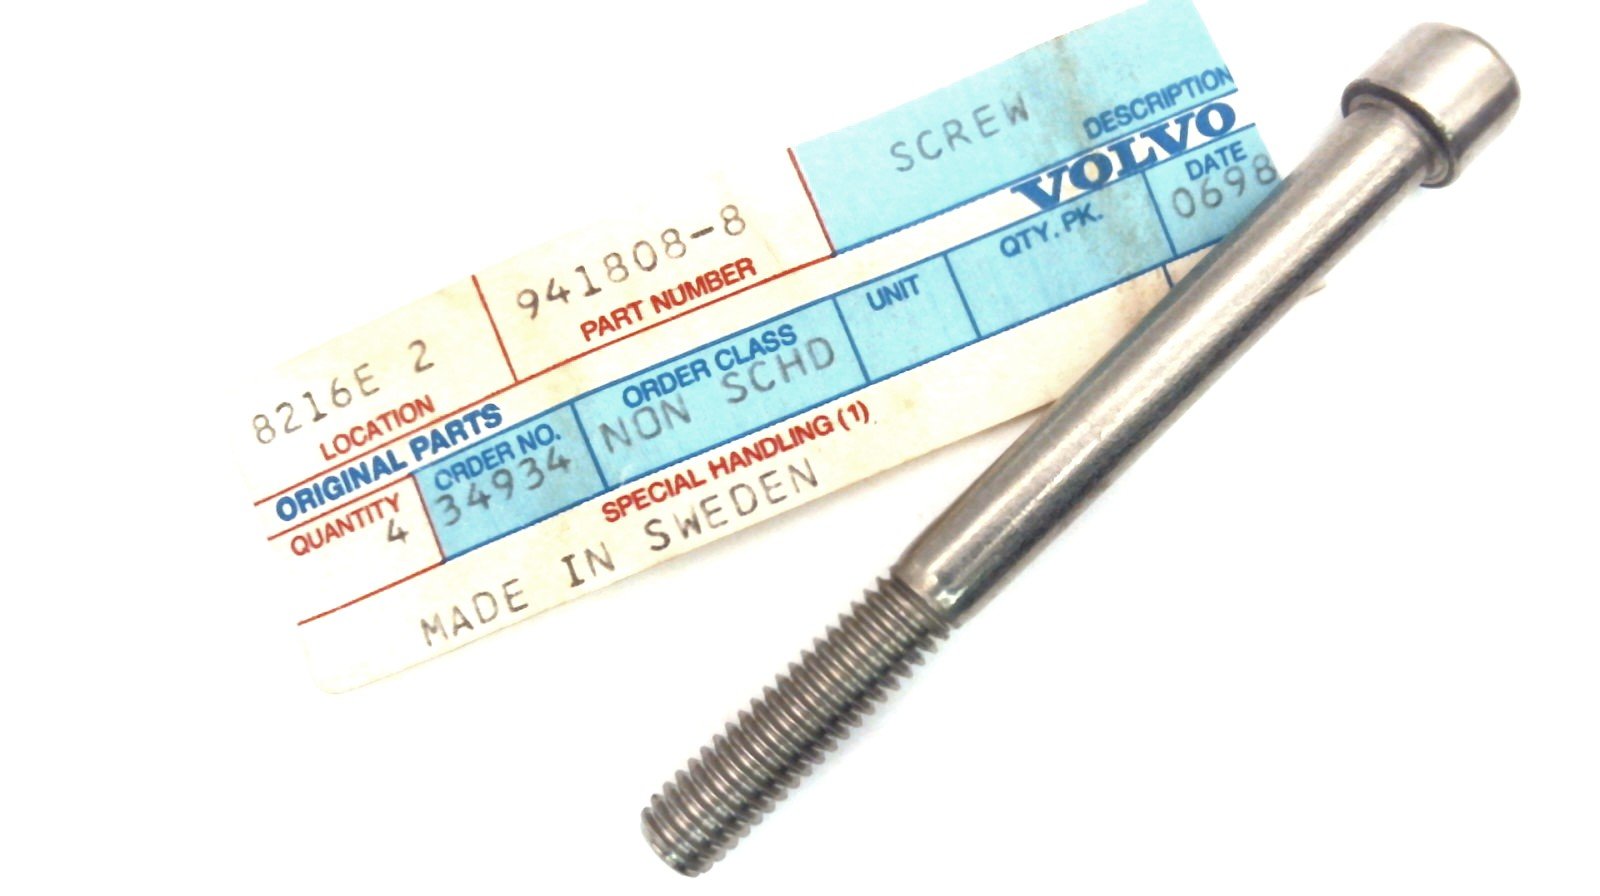 SCREW
DESCRIPTION
941808-8
PART NUMBER
8216E 2
LOCATION
ORIGINAL PARTS
VOLVO
QUANTITY
4
ORDER NO.
34934
ORDER CLASS
NON SCHD
UNIT
QTY. PK.
DATE
0698
SPECIAL HANDLING (1)
MADE IN SWEDEN